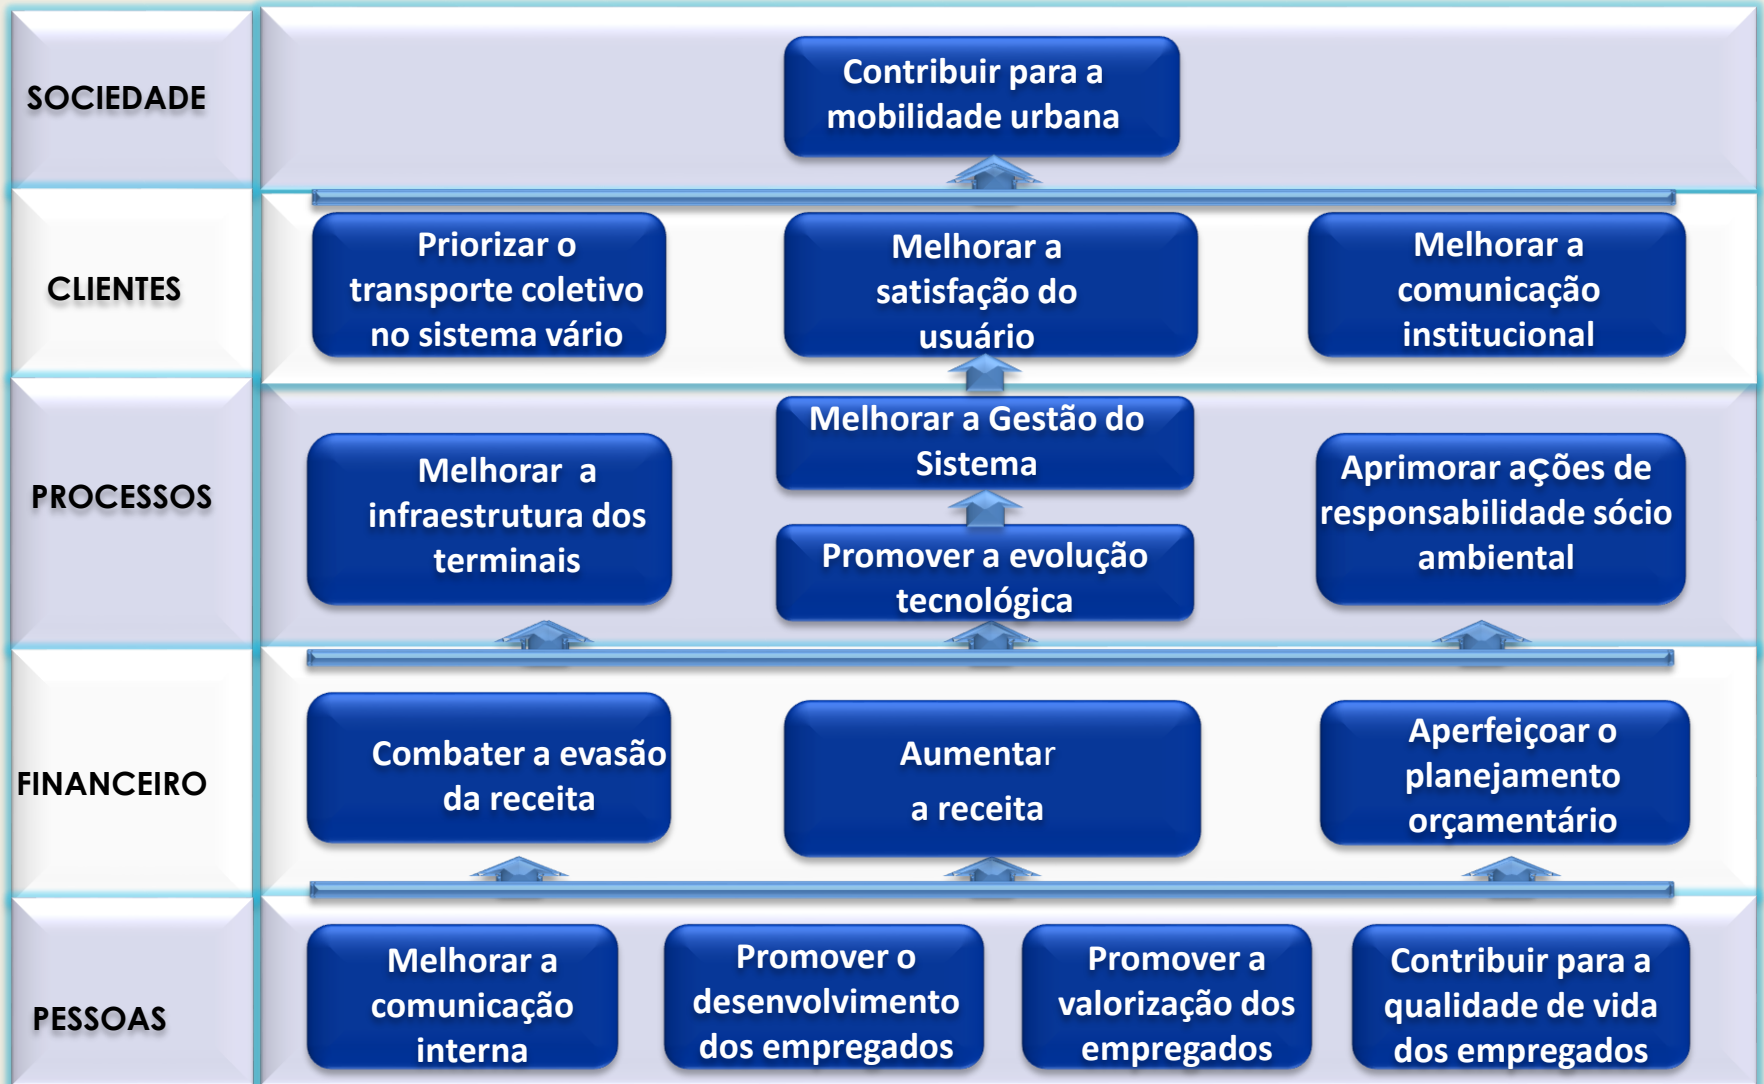 SOCIEDADE
Contribuir para a
mobilidade urbana
CLIENTES
Priorizar o
transporte coletivo
no sistema vário
Melhorar a
satisfação do
usuário
Melhorar a
comunicação
institucional
PROCESSOS
Melhorar a
infraestrutura dos
terminais
Melhorar a Gestão do
Sistema
Promover a evolução
tecnológica
Aprimorar ações de
responsabilidade sócio
ambiental
FINANCEIRO
Combater a evasão
da receita
Aumentar
a receita
Aperfeiçoar o
planejamento
orçamentário
PESSOAS
Melhorar a
comunicação
interna
Promover o
desenvolvimento
dos empregados
Promover a
valorização dos
empregados
Contribuir para a
qualidade de vida
dos empregados